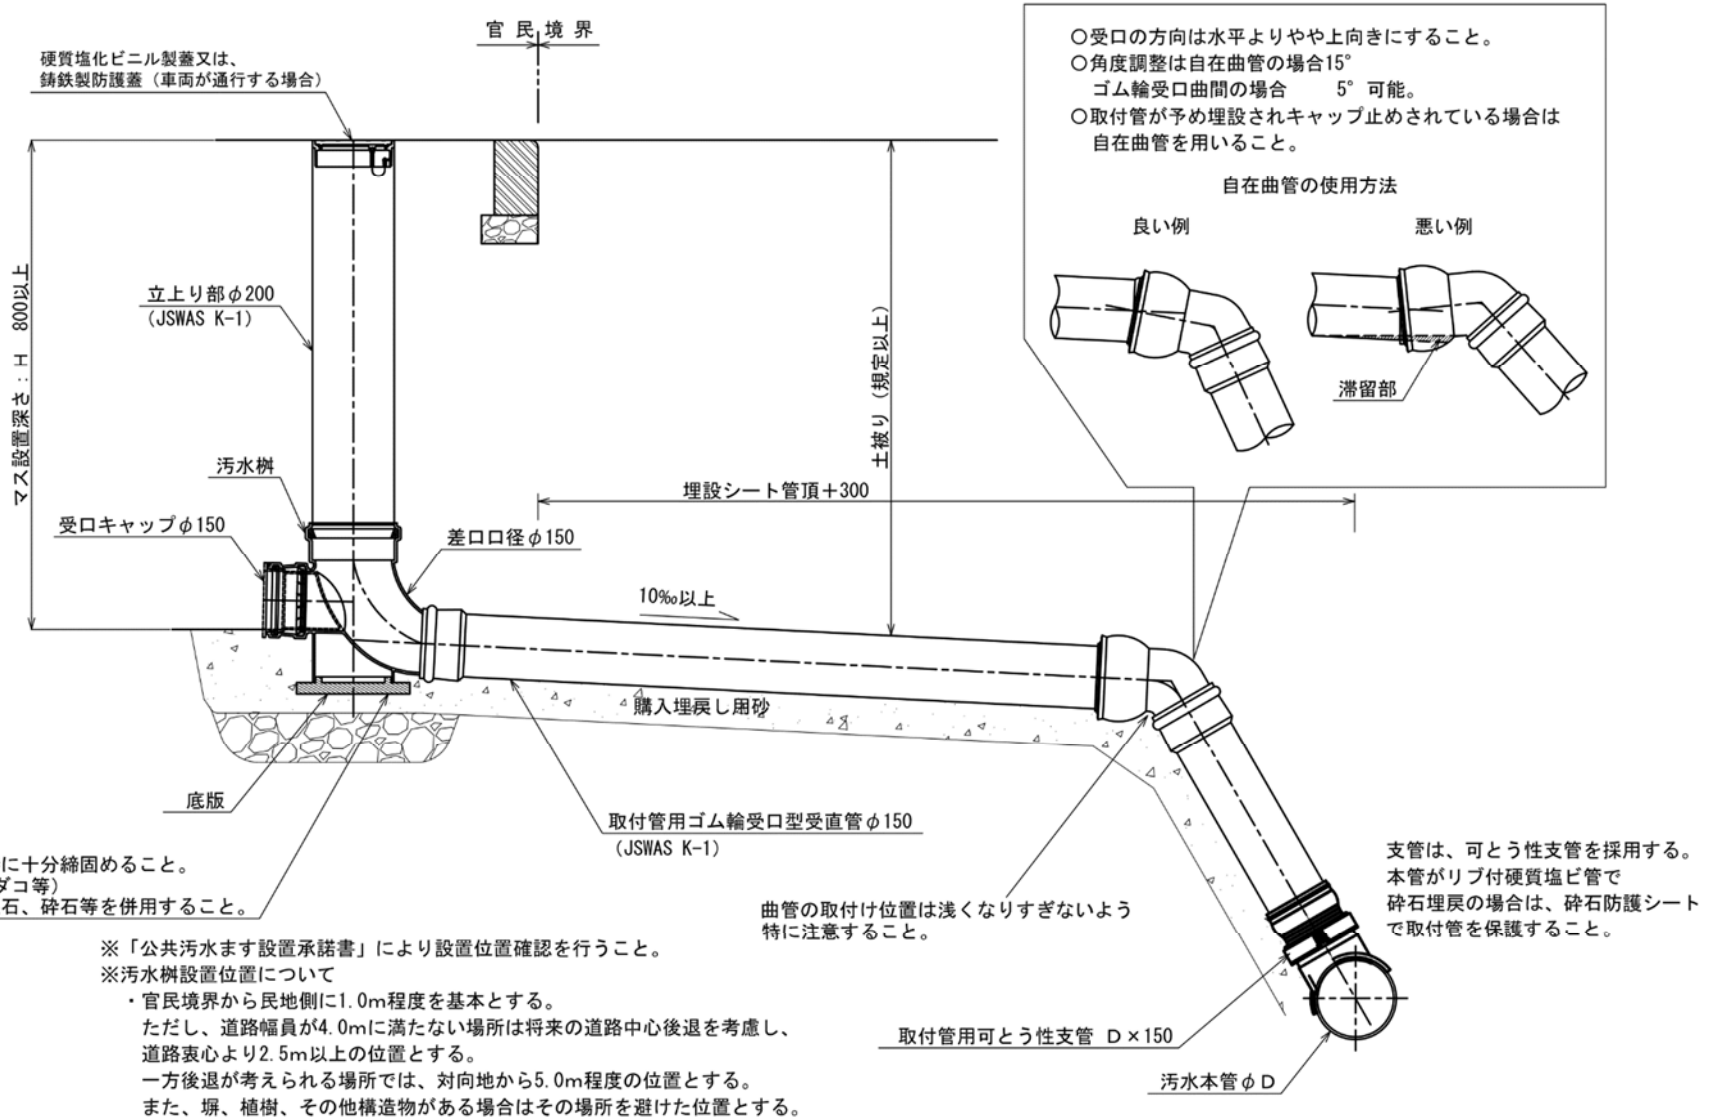 官民境界
硬質塩化ビニル製蓋又は、
鋳鉄製防護蓋（車両が通行する場合）
○受口の方向は水平よりやや上向きにすること。
○角度調整は自在曲管の場合15°
ゴム輪受口曲間の場合　　5°可能。
○取付管が予め埋設されキャップ止めされている場合は
自在曲管を用いること。
自在曲管の使用方法
良い例
悪い例
滞留部
マス設置深さ：H　800以上
立上り部φ200
(JSWAS K-1)
土被り（規定以上）
汚水桝
埋設シート管頂＋300
受口キャップφ150
差口口径φ150
10‰以上
購入埋戻し用砂
底版
取付管用ゴム輪受口型受直管φ150
(JSWAS K-1)
に十分締固めること。
ダコ等）
石、砕石等を併用すること。
曲管の取付け位置は浅くなりすぎないよう
特に注意すること。
支管は、可とう性支管を採用する。
本管がリブ付硬質塩ビ管で
砕石埋戻の場合は、砕石防護シート
で取付管を保護すること。
※「公共汚水ます設置承諾書」により設置位置確認を行うこと。
※汚水桝設置位置について
・官民境界から民地側に1.0m程度を基本とする。
ただし、道路幅員が4.0mに満たない場所は将来の道路中心後退を考慮し、
道路衷心より2.5m以上の位置とする。
一方後退が考えられる場所では、対向地から5.0m程度の位置とする。
また、塀、植樹、その他構造物がある場合はその場所を避けた位置とする。
取付管用可とう性支管　D×150
汚水本管φD